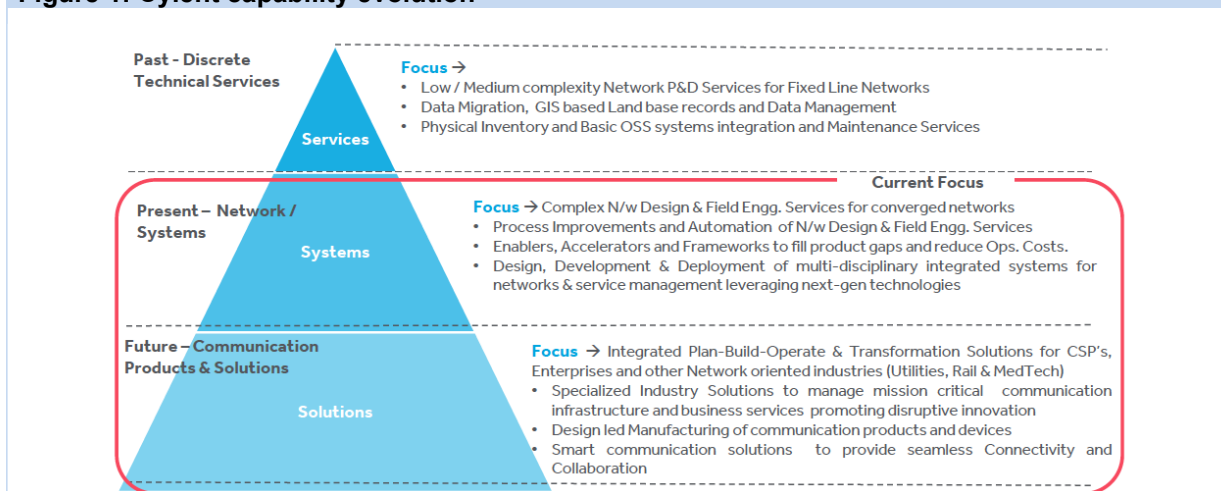 Past - Discrete
Technical Services
Services
Focus →
• Low / Medium complexity Network P&D Services for Fixed Line Networks
• Data Migration, GIS based Land base records and Data Management
• Physical Inventory and Basic OSS systems integration and Maintenance Services
Current Focus
Present – Network /
Systems
Systems
Focus → Complex N/w Design & Field Engg. Services for converged networks
• Process Improvements and Automation of N/w Design & Field Engg. Services
• Enablers, Accelerators and Frameworks to fill product gaps and reduce Ops. Costs.
• Design, Development & Deployment of multi-disciplinary integrated systems for
networks & service management leveraging next-gen technologies
Future – Communication
Products & Solutions
Solutions
Focus → Integrated Plan-Build-Operate & Transformation Solutions for CSP's,
Enterprises and other Network oriented industries (Utilities, Rail & MedTech)
• Specialized Industry Solutions to manage mission critical communication
infrastructure and business services promoting disruptive innovation
• Design led Manufacturing of communication products and devices
• Smart communication solutions to provide seamless Connectivity and
Collaboration